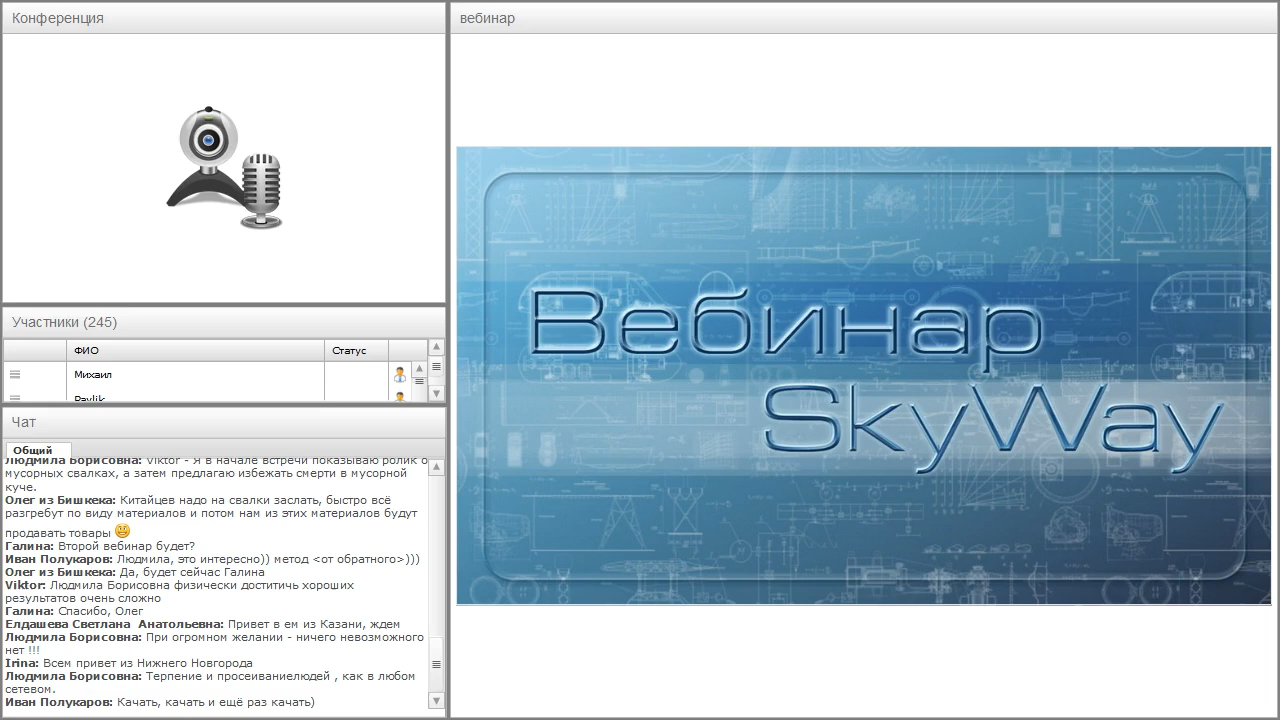 Конференция
вебинар
Участники (245)
ФИО
Статус
Михаил
Pavlik
Чат
Общий
Людмила Борисовна: Viktor - Я в начале встречи показываю ролик о
мусорных свалках, а затем предлагаю избежать смерти в мусорной
куче.
Олег из Бишкека: Китайцев надо на свалки заслать, быстро всё
разгребут по виду материалов и потом нам из этих материалов будут
продавать товары
Галина: Второй вебинар будет?
Иван Полукаров: Людмила, это интересно)) метод <от обратного>)))
Олег из Бишкека: Да, будет сейчас Галина
Viktor: Людмила Борисовна физически доститичь хороших
результатов очень сложно
Галина: Спасибо, Олег
Елдашева Светлана Анатольевна: Привет в ем из Казани, ждем
Людмила Борисовна: При огромном желании - ничего невозможного
нет !!!
Irina: Всем привет из Нижнего Новгорода
Людмила Борисовна: Терпение и просеиваниелюдей , как в любом
сетевом.
Иван Полукаров: Качать, качать и ещё раз качать)
Вебинар
SkyWay